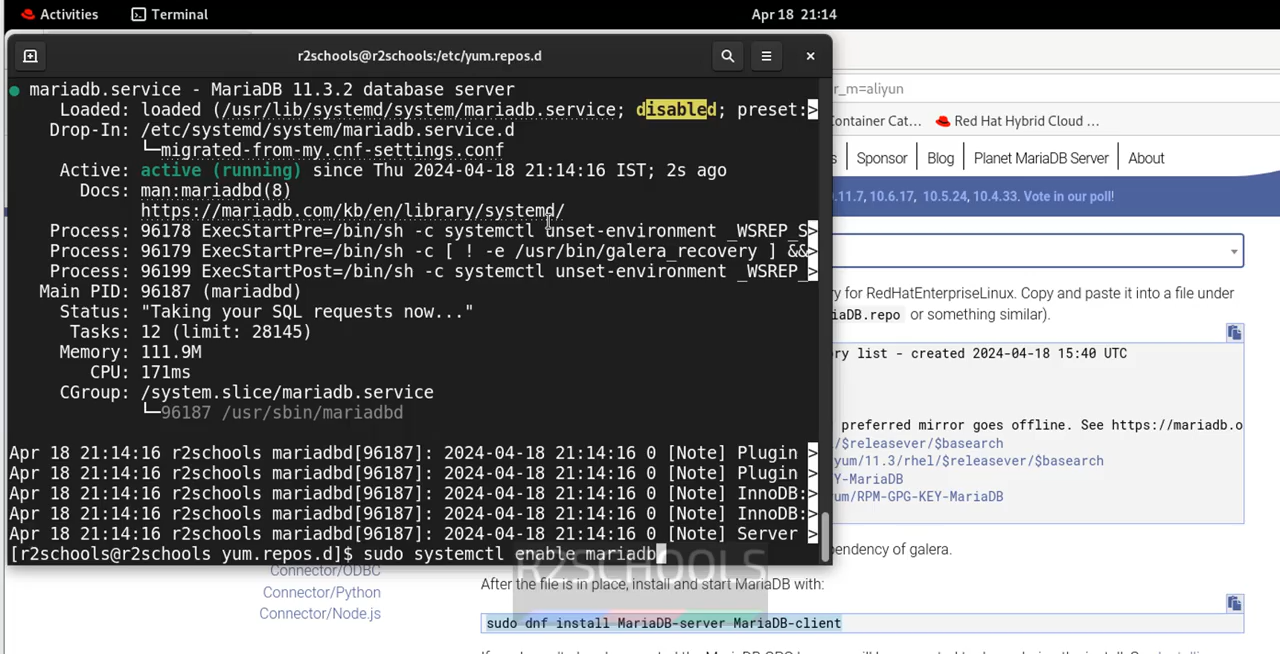 Activities
Terminal
Apr 18 21:14
r2schools@r2schools:/etc/yum.repos.d
● mariadb.service - MariaDB 11.3.2 database server
Loaded: loaded (/usr/lib/systemd/system/mariadb.service; disabled; preset:>
Drop-In: /etc/systemd/system/mariadb.service.d
└─migrated-from-my.cnf-settings.conf
Active: active (running) since Thu 2024-04-18 21:14:16 IST; 2s ago
Docs: man:mariadbd(8)
https://mariadb.com/kb/en/library/systemd/
Process: 96178 ExecStartPre=/bin/sh -c systemctl unset-environment _WSREP_S>
Process: 96179 ExecStartPre=/bin/sh -c [ ! -e /usr/bin/galera_recovery ] &&>
Process: 96199 ExecStartPost=/bin/sh -c systemctl unset-environment _WSREP_>
Main PID: 96187 (mariadbd)
Status: "Taking your SQL requests now..."
Tasks: 12 (limit: 28145)
Memory: 111.9M
CPU: 171ms
CGroup: /system.slice/mariadb.service
└─96187 /usr/sbin/mariadbd
Apr 18 21:14:16 r2schools mariadbd[96187]: 2024-04-18 21:14:16 0 [Note] Plugin >
Apr 18 21:14:16 r2schools mariadbd[96187]: 2024-04-18 21:14:16 0 [Note] Plugin >
Apr 18 21:14:16 r2schools mariadbd[96187]: 2024-04-18 21:14:16 0 [Note] InnoDB:>
Apr 18 21:14:16 r2schools mariadbd[96187]: 2024-04-18 21:14:16 0 [Note] InnoDB:>
Apr 18 21:14:16 r2schools mariadbd[96187]: 2024-04-18 21:14:16 0 [Note] Server >
[r2schools@r2schools yum.repos.d]$ sudo systemctl enable mariadb
r_m=aliyun
ontainer Cat… Red Hat Hybrid Cloud …
s Sponsor Blog Planet MariaDB Server About
.11.7, 10.6.17, 10.5.24, 10.4.33. Vote in our poll!
ry for RedHatEnterpriseLinux. Copy and paste it into a file under
iaDB.repo or something similar).
ry list - created 2024-04-18 15:40 UTC
preferred mirror goes offline. See https://mariadb.o
/$releasever/$basearch
yum/11.3/rhel/$releasever/$basearch
Y-MariaDB
um/RPM-GPG-KEY-MariaDB
pendency of galera.
R2SCHOOLS
Connector/ODBC
Connector/Python
Connector/Node.js
After the file is in place, install and start MariaDB with:
sudo dnf install MariaDB-server MariaDB-client